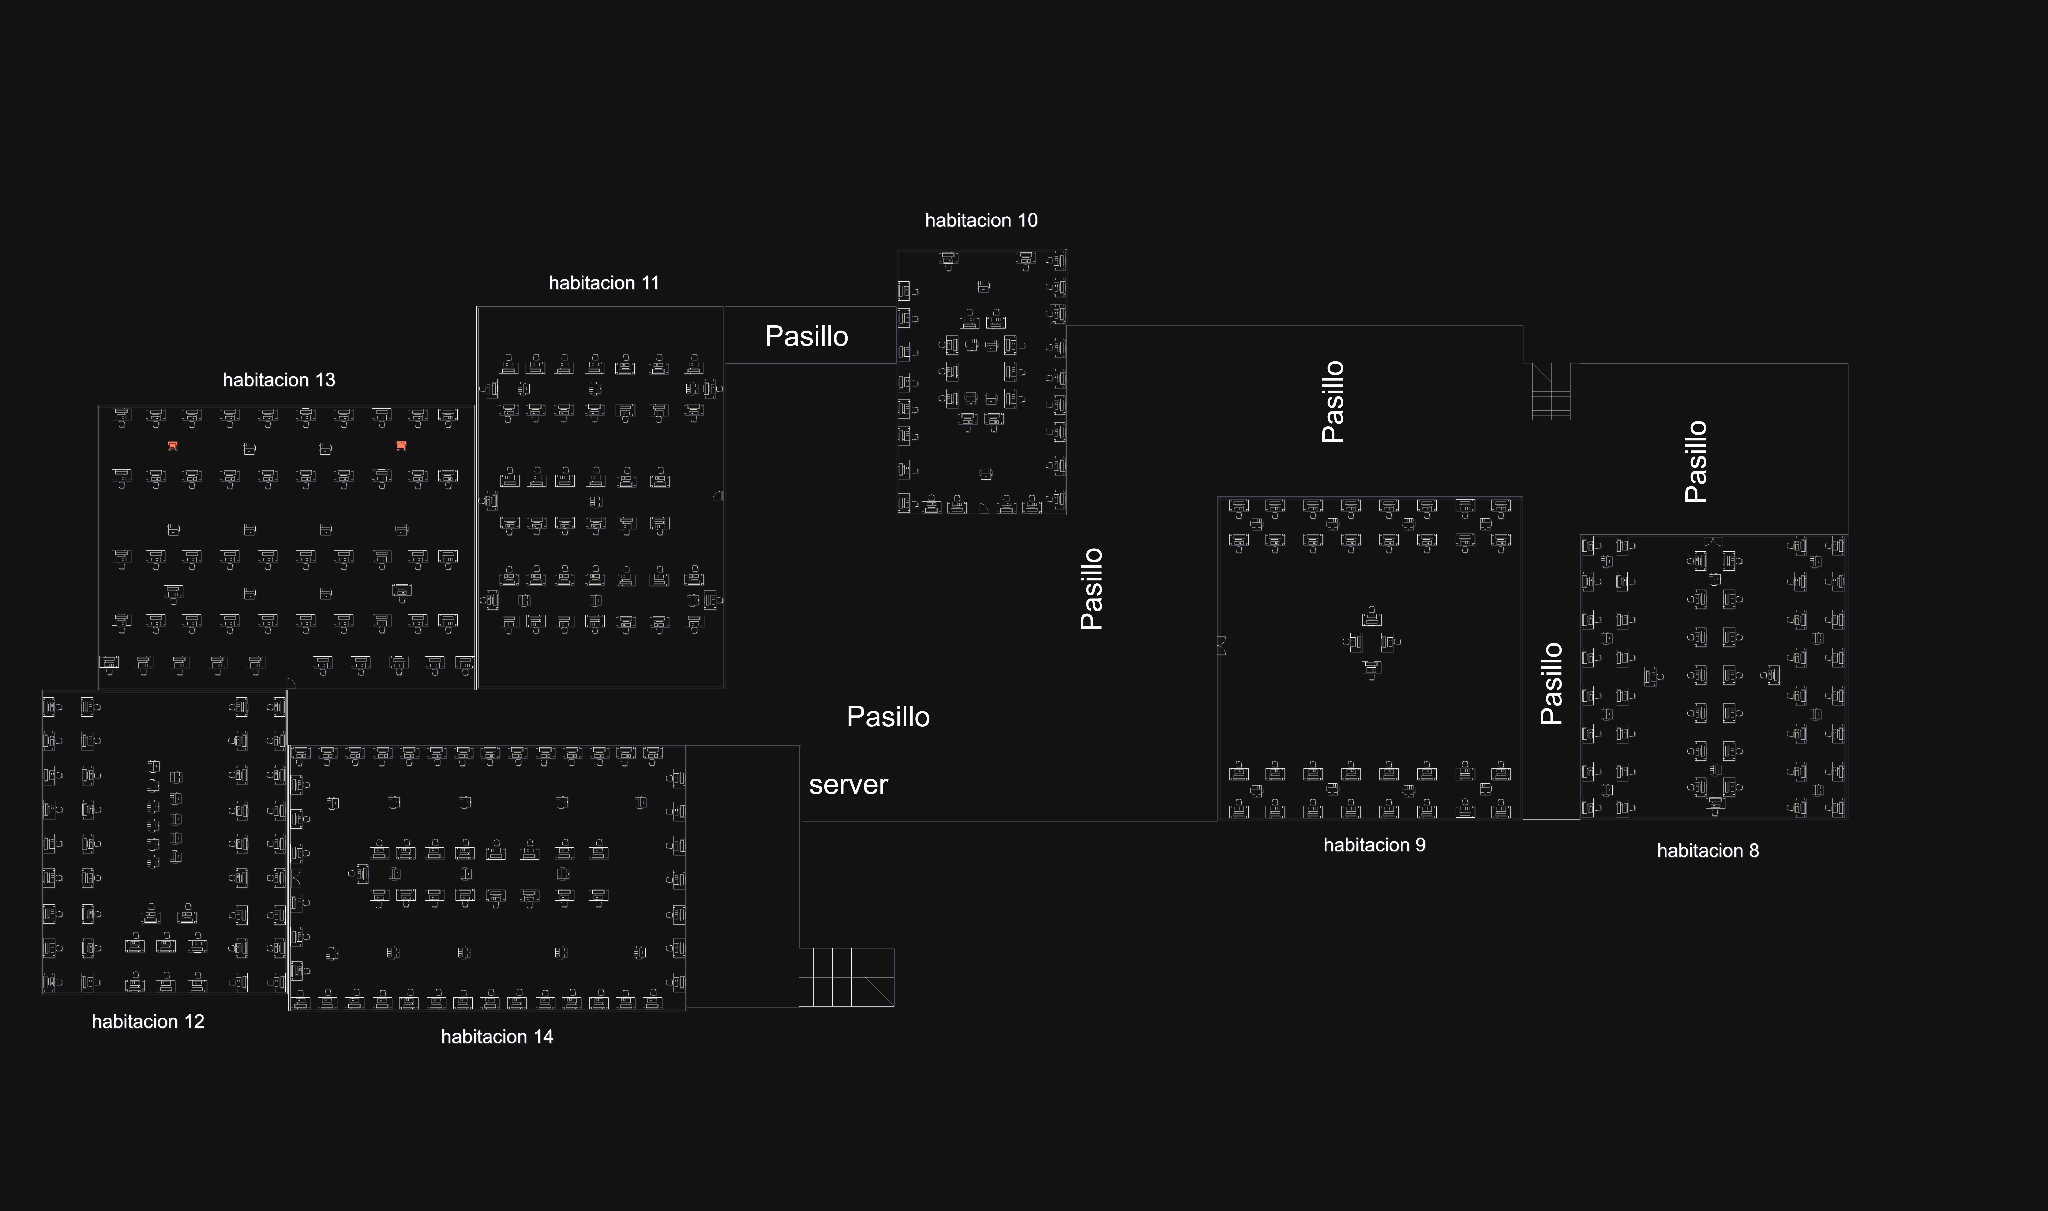 habitacion 10
habitacion 11
Pasillo
habitacion 13
Pasillo
Pasillo
Pasillo
Pasillo
Pasillo
server
habitacion 9
habitacion 8
habitacion 12
habitacion 14